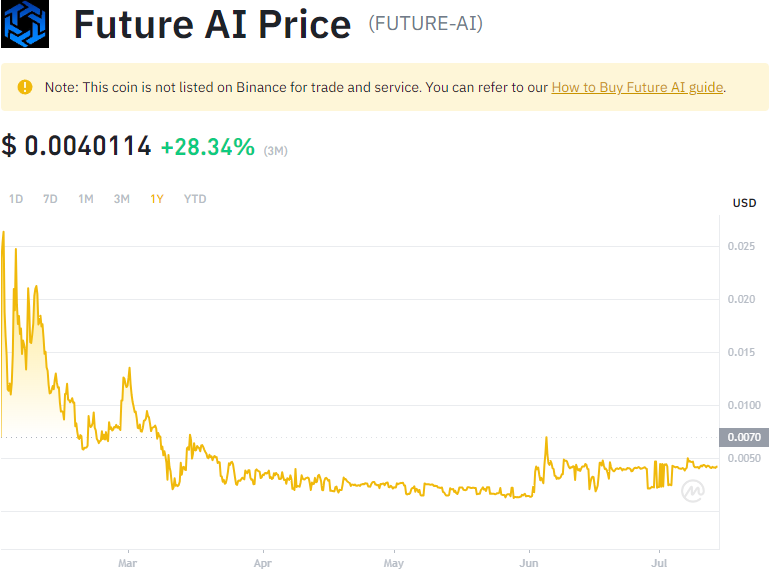 Future AI Price (FUTURE-AI)
Note: This coin is not listed on Binance for trade and service. You can refer to our How to Buy Future AI guide.
$ 0.0040114 +28.34% (3M)
1D 7D 1M 3M 1Y YTD
USD
0.025
0.020
0.015
0.0100
0.0070
0.0050
Mar Apr May Jun Jul